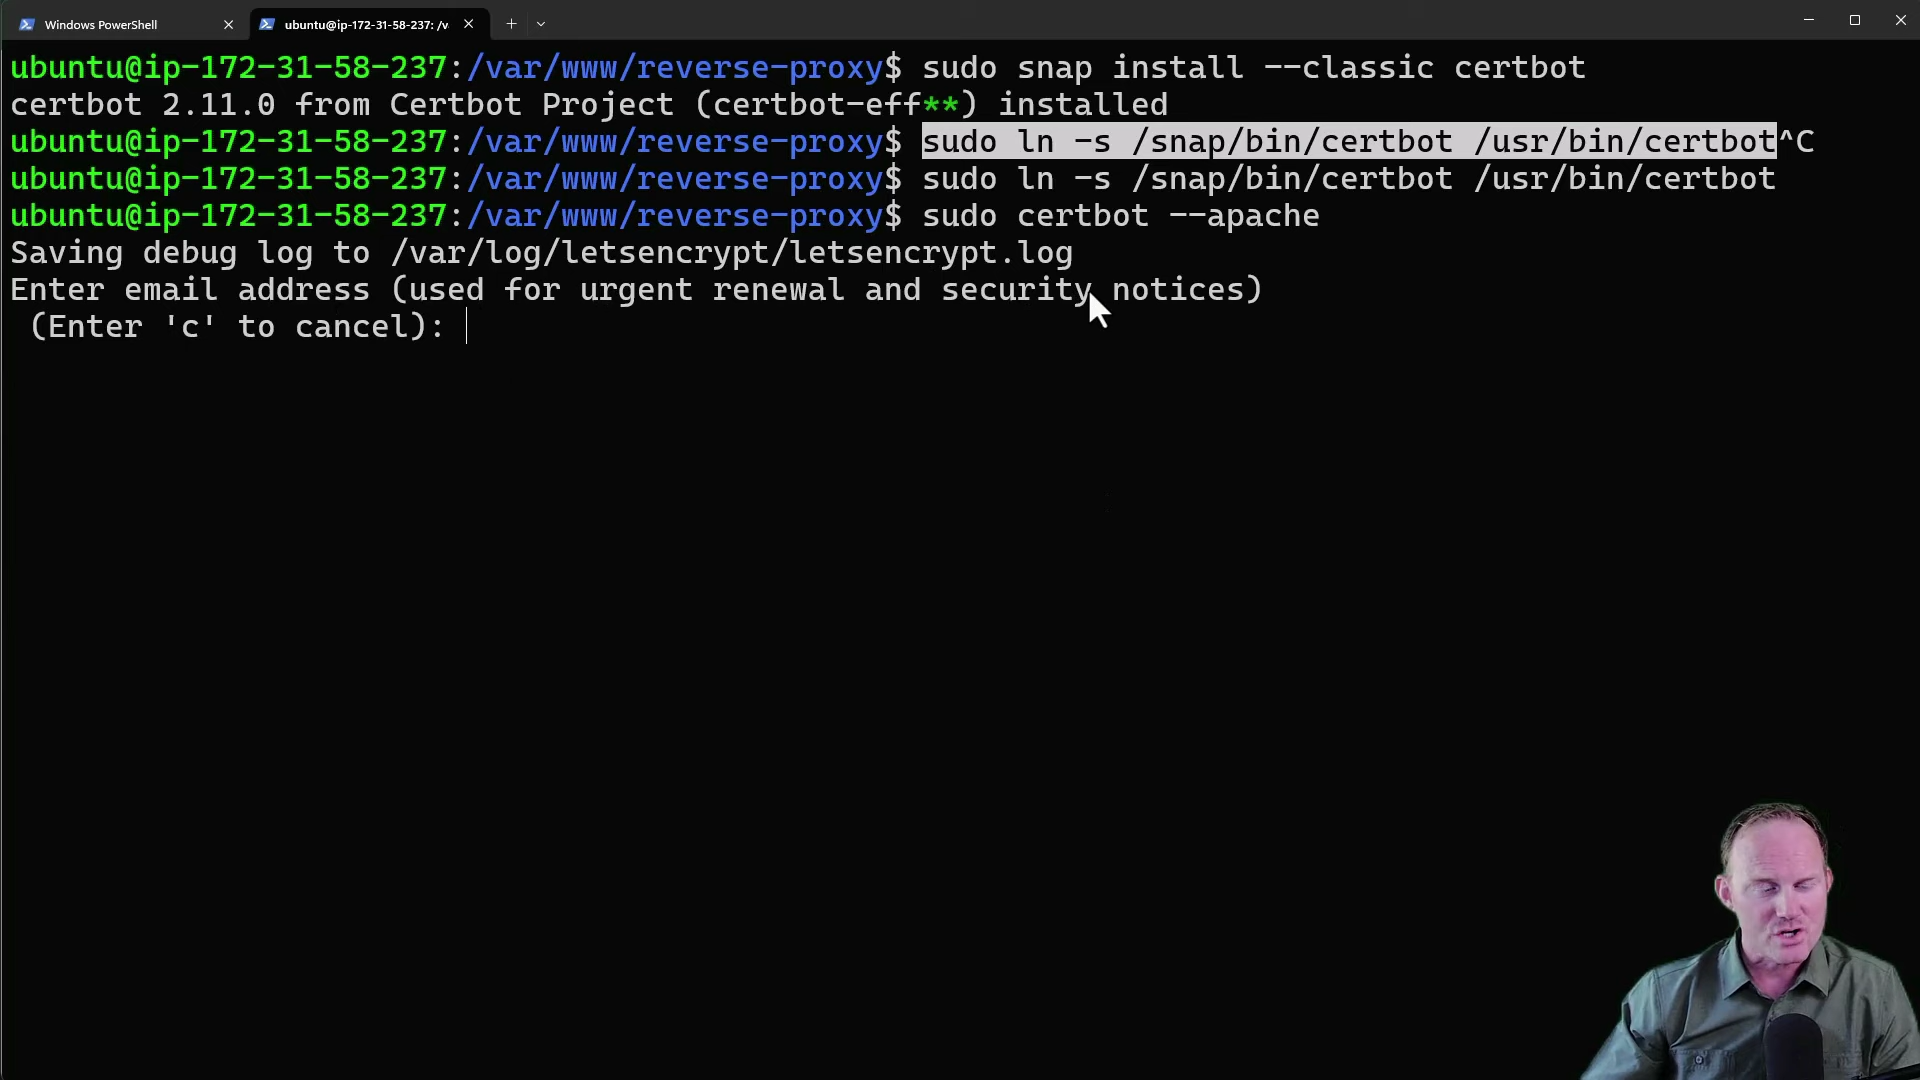 Windows PowerShell
ubuntu@ip-172-31-58-237: /v
ubuntu@ip-172-31-58-237:/var/www/reverse-proxy$ sudo snap install --classic certbot
certbot 2.11.0 from Certbot Project (certbot-eff**) installed
ubuntu@ip-172-31-58-237:/var/www/reverse-proxy$ sudo ln -s /snap/bin/certbot /usr/bin/certbot^C
ubuntu@ip-172-31-58-237:/var/www/reverse-proxy$ sudo ln -s /snap/bin/certbot /usr/bin/certbot
ubuntu@ip-172-31-58-237:/var/www/reverse-proxy$ sudo certbot --apache
Saving debug log to /var/log/letsencrypt/letsencrypt.log
Enter email address (used for urgent renewal and security notices)
(Enter 'c' to cancel):